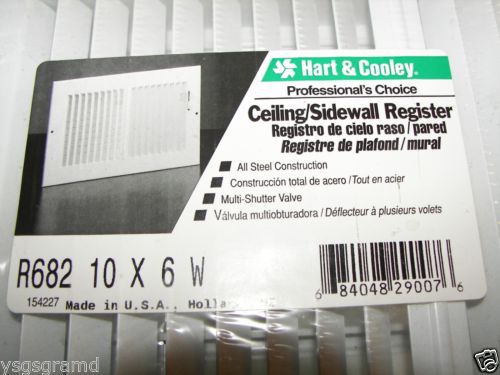 Hart & Cooley®
Professional's Choice
Ceiling/Sidewall Register
Registro de cielo raso/pared
Registre de plafond/mural
All Steel Construction
Construcción total de acero/Tout en acier
Multi-Shutter Valve
Válvula multiobturadora/Déflecteur à plusieurs volets
R682 10 X 6 W
154227 Made in U.S.A.,
6 84048 29007 6
ysgsgramd
ebay